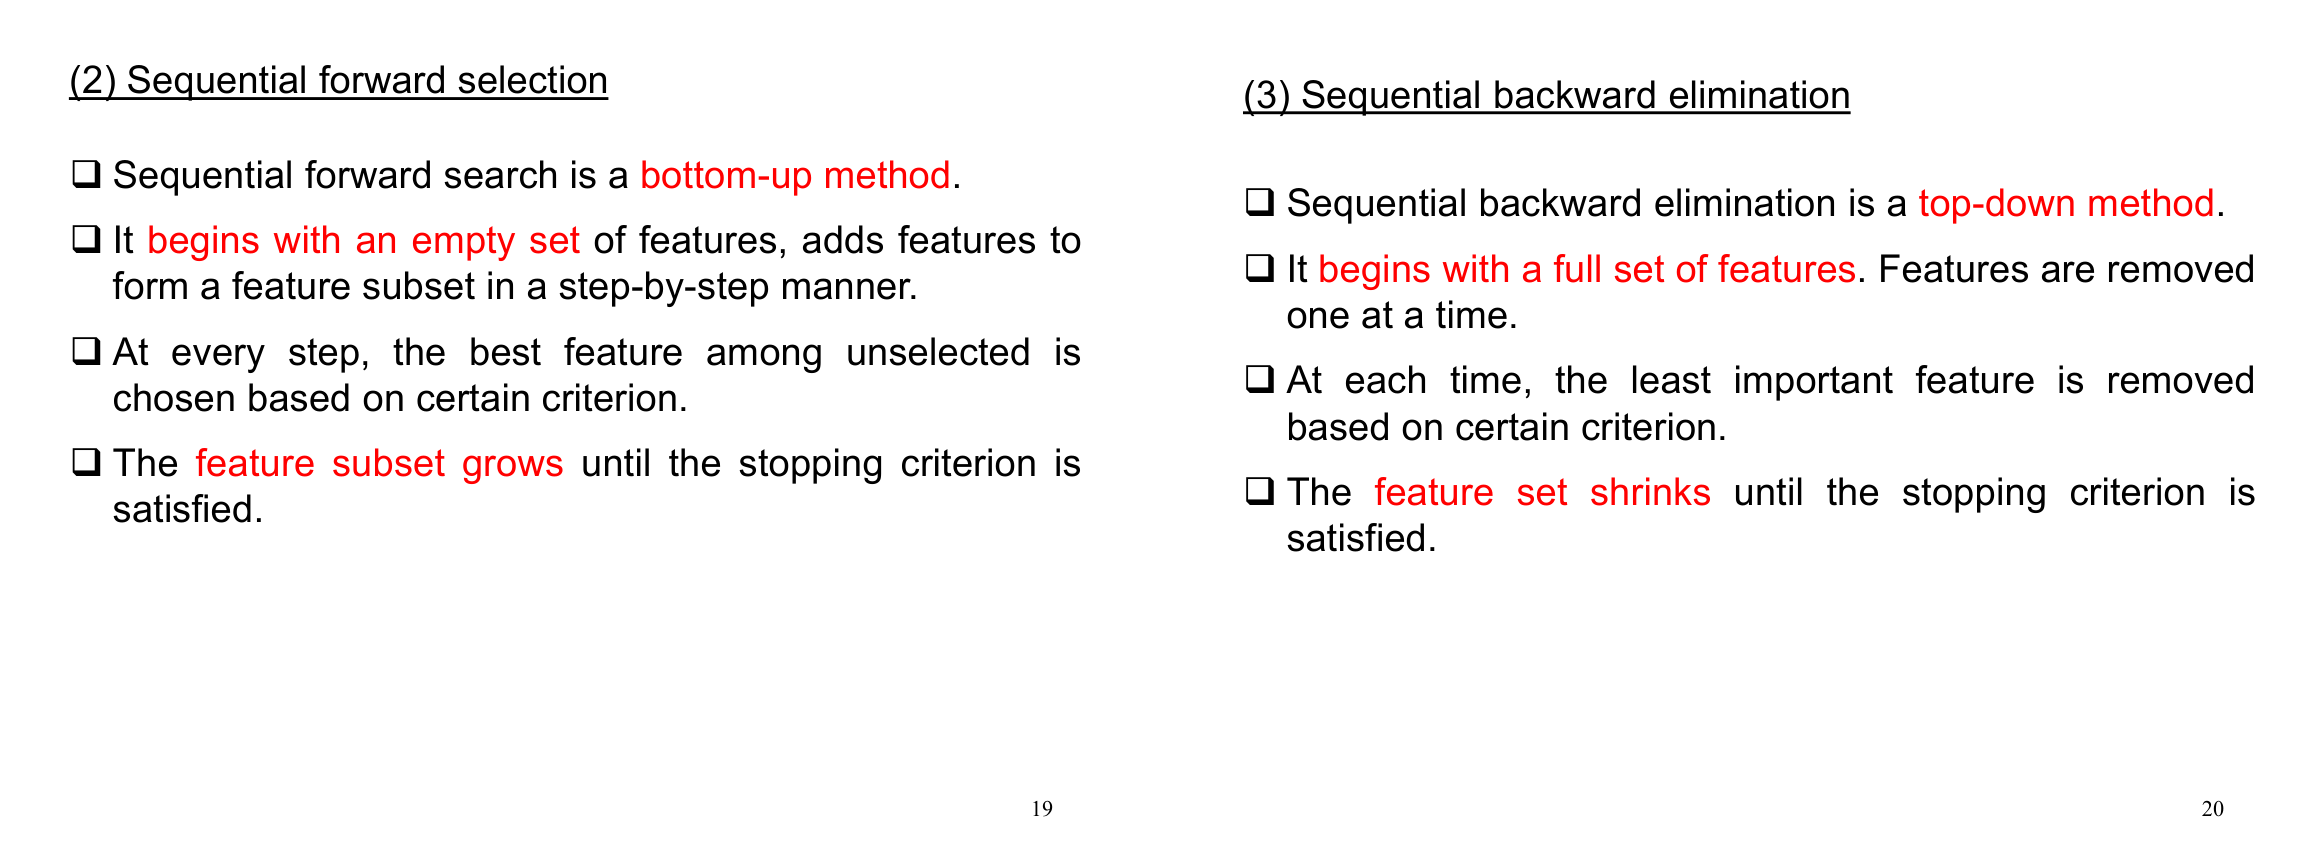 (2) Sequential forward selection
❑ Sequential forward search is a bottom-up method.
❑ It begins with an empty set of features, adds features to
form a feature subset in a step-by-step manner.
❑ At every step, the best feature among unselected is
chosen based on certain criterion.
❑ The feature subset grows until the stopping criterion is
satisfied.
19
(3) Sequential backward elimination
❑ Sequential backward elimination is a top-down method.
❑ It begins with a full set of features. Features are removed
one at a time.
❑ At each time, the least important feature is removed
based on certain criterion.
❑ The feature set shrinks until the stopping criterion is
satisfied.
20